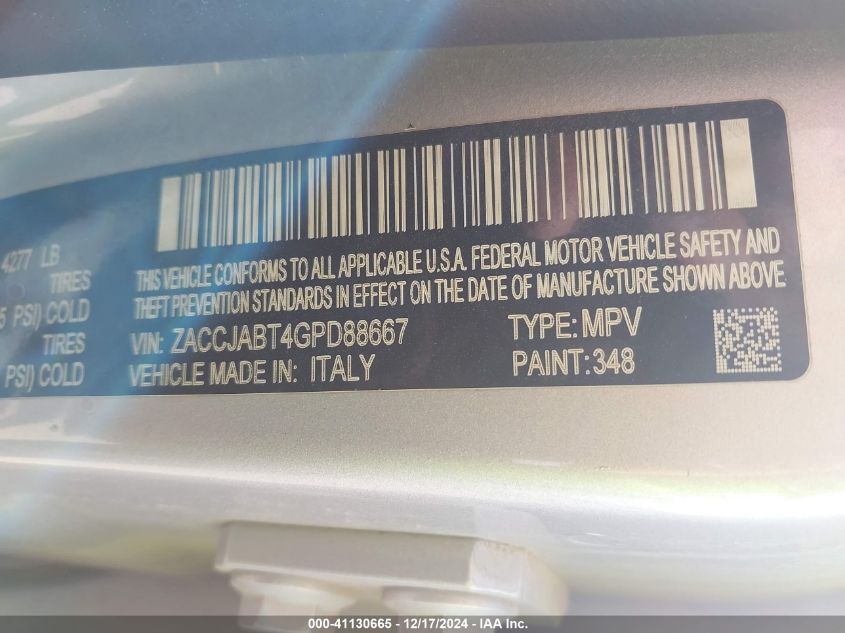 4277 LB
TIRES
5 PSI) COLD
TIRES
PSI) COLD
THIS VEHICLE CONFORMS TO ALL APPLICABLE U.S.A. FEDERAL MOTOR VEHICLE SAFETY AND
THEFT PREVENTION STANDARDS IN EFFECT ON THE DATE OF MANUFACTURE SHOWN ABOVE
VIN: ZACCJABT4GPD88667 TYPE: MPV
VEHICLE MADE IN: ITALY PAINT: 348
000-41130665 - 12/17/2024 - IAA Inc.